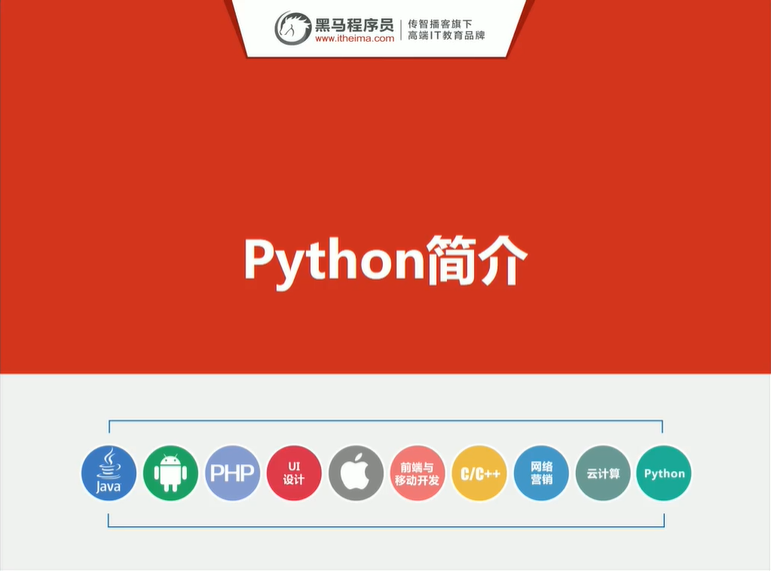 黑马程序员
www.itheima.com
传智播客旗下
高端IT教育品牌
Python简介
Java
PHP
UI
设计
前端与
移动开发
C/C++
网络
营销
云计算
Python